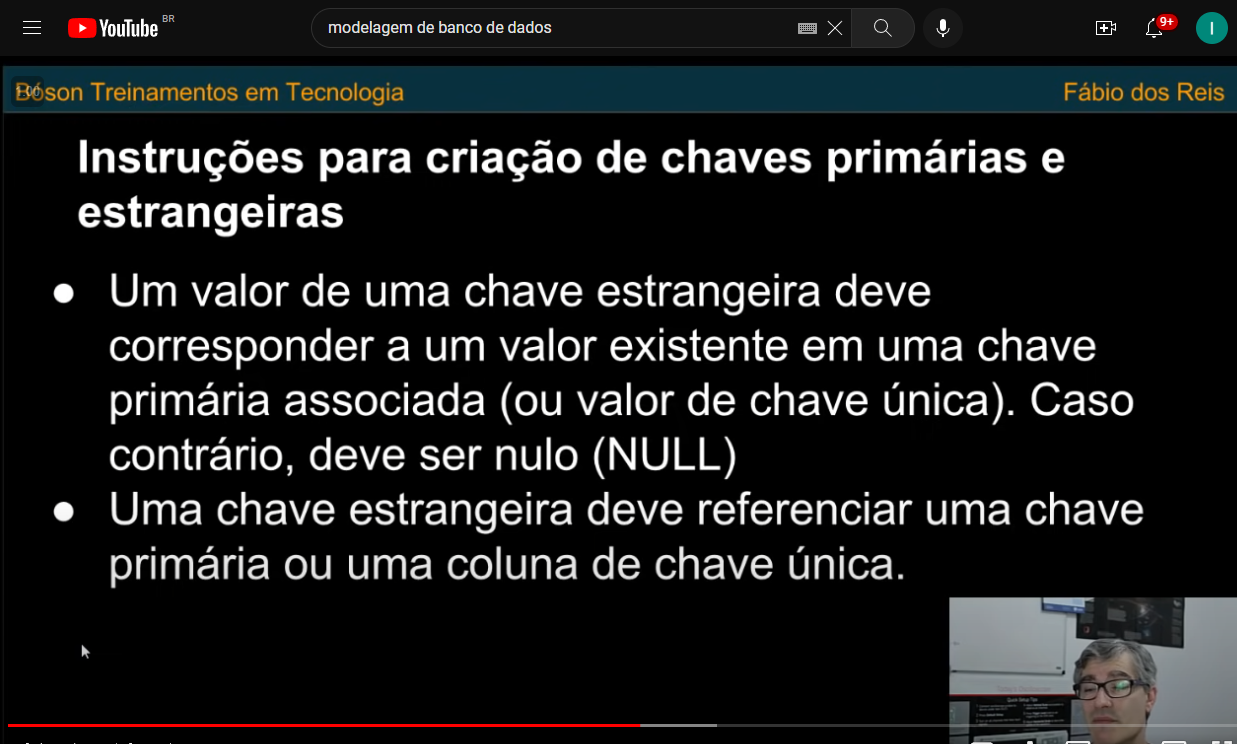 YouTube BR
modelagem de banco de dados
9+
I
1.00
Bóson Treinamentos em Tecnologia
Fábio dos Reis
Instruções para criação de chaves primárias e
estrangeiras
● Um valor de uma chave estrangeira deve
corresponder a um valor existente em uma chave
primária associada (ou valor de chave única). Caso
contrário, deve ser nulo (NULL)
● Uma chave estrangeira deve referenciar uma chave
primária ou uma coluna de chave única.